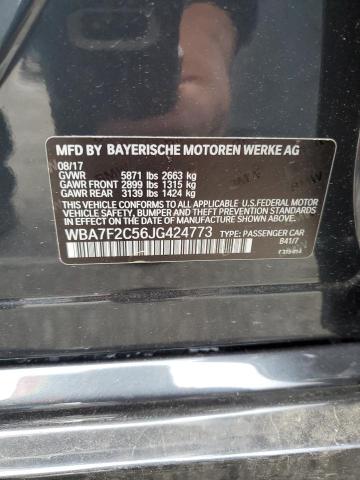 MFD BY BAYERISCHE MOTOREN WERKE AG
08/17
GVWR 5871 lbs 2663 kg
GAWR FRONT 2899 lbs 1315 kg
GAWR REAR 3139 lbs 1424 kg
THIS VEHICLE CONFORMS TO ALL APPLICABLE U.S.FEDERAL MOTOR
VEHICLE SAFETY, BUMPER, AND THEFT PREVENTION STANDARDS
IN EFFECT ON THE DATE OF MANUFACTURE SHOWN ABOVE.
WBA7F2C56JG424773 TYPE: PASSENGER CAR
B41/7